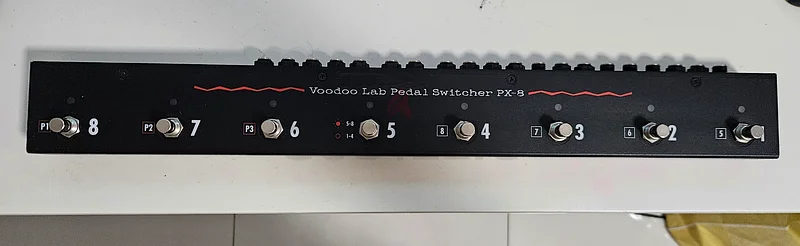 Voodoo Lab Pedal Switcher PX-8
P1 8 P2 7 P3 6 5-8 1-4 5 8 4 7 3 6 2 5 1